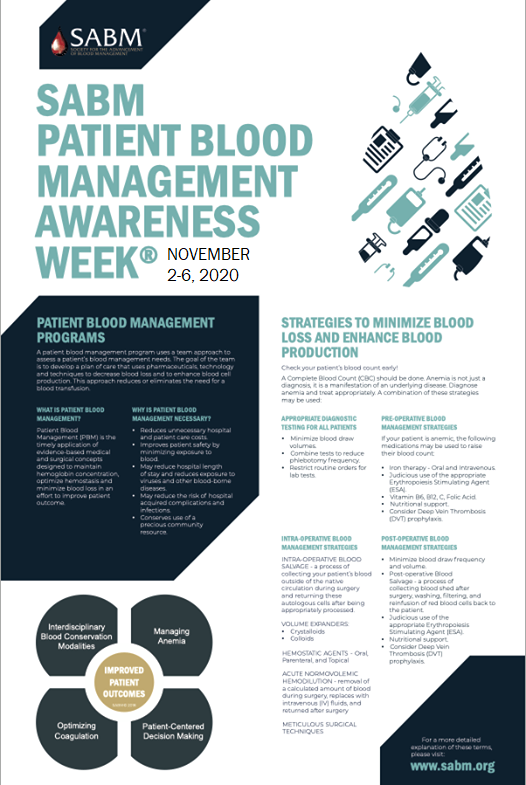 SABM®
SOCIETY FOR THE ADVANCEMENT
OF BLOOD MANAGEMENT
SABM
PATIENT BLOOD
MANAGEMENT
AWARENESS
WEEK®
NOVEMBER
2-6, 2020
PATIENT BLOOD MANAGEMENT
PROGRAMS
A patient blood management program uses a team approach to
assess a patient's blood management needs. The goal of the team
is to develop a plan of care that uses pharmaceuticals, technology
and techniques to decrease blood loss and to enhance blood cell
production. This approach reduces or eliminates the need for a
blood transfusion.
WHAT IS PATIENT BLOOD
MANAGEMENT?
Patient Blood
Management (PBM) is the
timely application of
evidence-based medical
and surgical concepts
designed to maintain
hemoglobin concentration,
optimize hemostasis and
minimize blood loss in an
effort to improve patient
outcome.
WHY IS PATIENT BLOOD
MANAGEMENT NECESSARY?
• Reduces unnecessary hospital
and patient care costs.
• Improves patient safety by
minimizing exposure to
blood.
• May reduce hospital length
of stay and reduces exposure to
viruses and other blood-borne
diseases.
• May reduce the risk of hospital
acquired complications and
infections.
• Conserves use of a
precious community
resource.
Interdisciplinary
Blood Conservation
Modalities
Managing
Anemia
IMPROVED
PATIENT
OUTCOMES
Optimizing
Coagulation
Patient-Centered
Decision Making
STRATEGIES TO MINIMIZE BLOOD
LOSS AND ENHANCE BLOOD
PRODUCTION
Check your patient's blood count early!
A Complete Blood Count (CBC) should be done. Anemia is not just a
diagnosis, it is a manifestation of an underlying disease. Diagnose
anemia and treat appropriately. A combination of these strategies
may be used:
APPROPRIATE DIAGNOSTIC
TESTING FOR ALL PATIENTS
• Minimize blood draw
volumes.
• Combine tests to reduce
phlebotomy frequency.
• Restrict routine orders for
lab tests.
PRE-OPERATIVE BLOOD
MANAGEMENT STRATEGIES
If your patient is anemic, the following
medications may be used to raise
their blood count:
• Iron therapy - Oral and Intravenous.
• Judicious use of the appropriate
Erythropoiesis Stimulating Agent
(ESA).
• Vitamin B6, B12, C, Folic Acid.
• Nutritional support.
• Consider Deep Vein Thrombosis
(DVT) prophylaxis.
INTRA-OPERATIVE BLOOD
MANAGEMENT STRATEGIES
INTRA-OPERATIVE BLOOD
SALVAGE - a process of
collecting your patient's blood
outside of the native
circulation during surgery
and returning these
autologous cells after being
appropriately processed.
VOLUME EXPANDERS:
• Crystalloids
• Colloids
HEMOSTATIC AGENTS - Oral,
Parenteral, and Topical
ACUTE NORMOVOLEMIC
HEMODILUTION - removal of
a calculated amount of blood
during surgery, replaces with
intravenous (IV) fluids, and
returned after surgery
METICULOUS SURGICAL
TECHNIQUES
POST-OPERATIVE BLOOD
MANAGEMENT STRATEGIES
• Minimize blood draw frequency
and volume.
• Post-operative Blood
Salvage - a process of
collecting blood shed after
surgery, washing, filtering, and
reinfusion of red blood cells back to
the patient.
• Judicious use of the
appropriate Erythropoiesis
Stimulating Agent (ESA).
• Nutritional support.
• Consider Deep Vein
Thrombosis (DVT)
prophylaxis.
For a more detailed
explanation of these terms,
please visit:
www.sabm.org